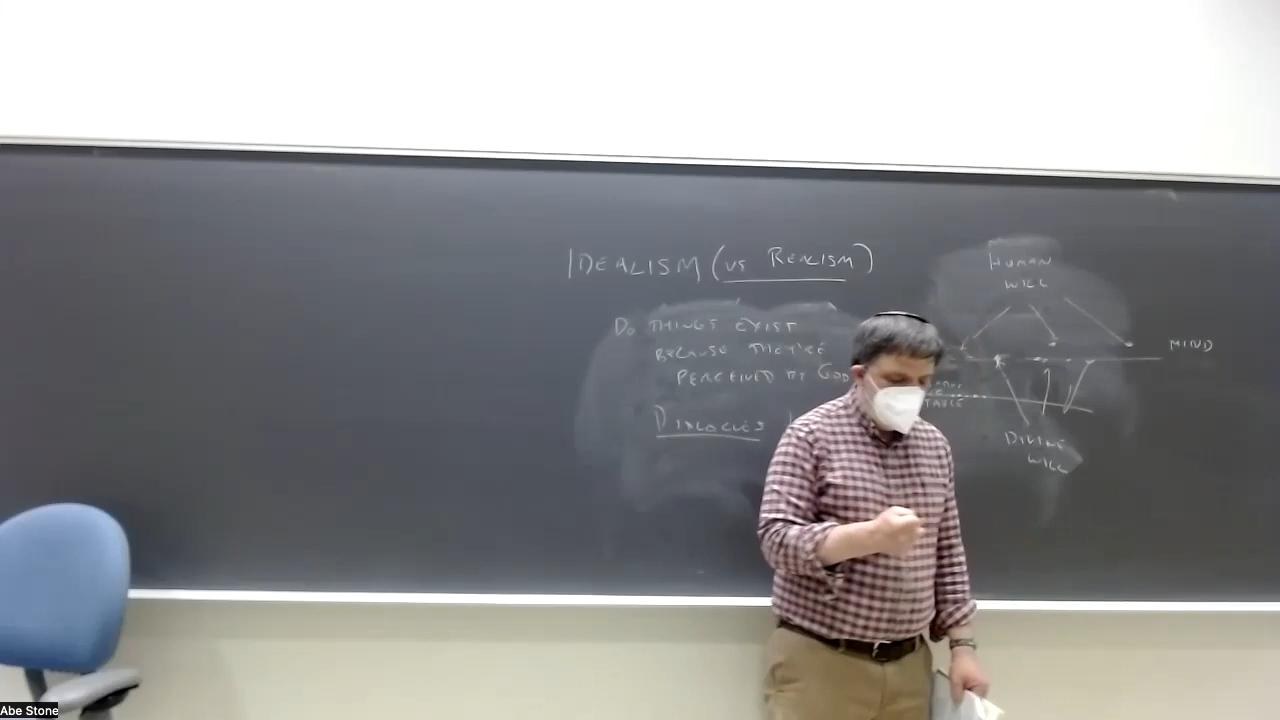 IDEALISM (VS REALISM)
DO THINGS EXIST
BECAUSE THEY'RE
PERCEIVED BY GOD
DIALOGUES
HUMAN
WILL
MIND
TABLE
DIVINE
WILL
Abe Stone